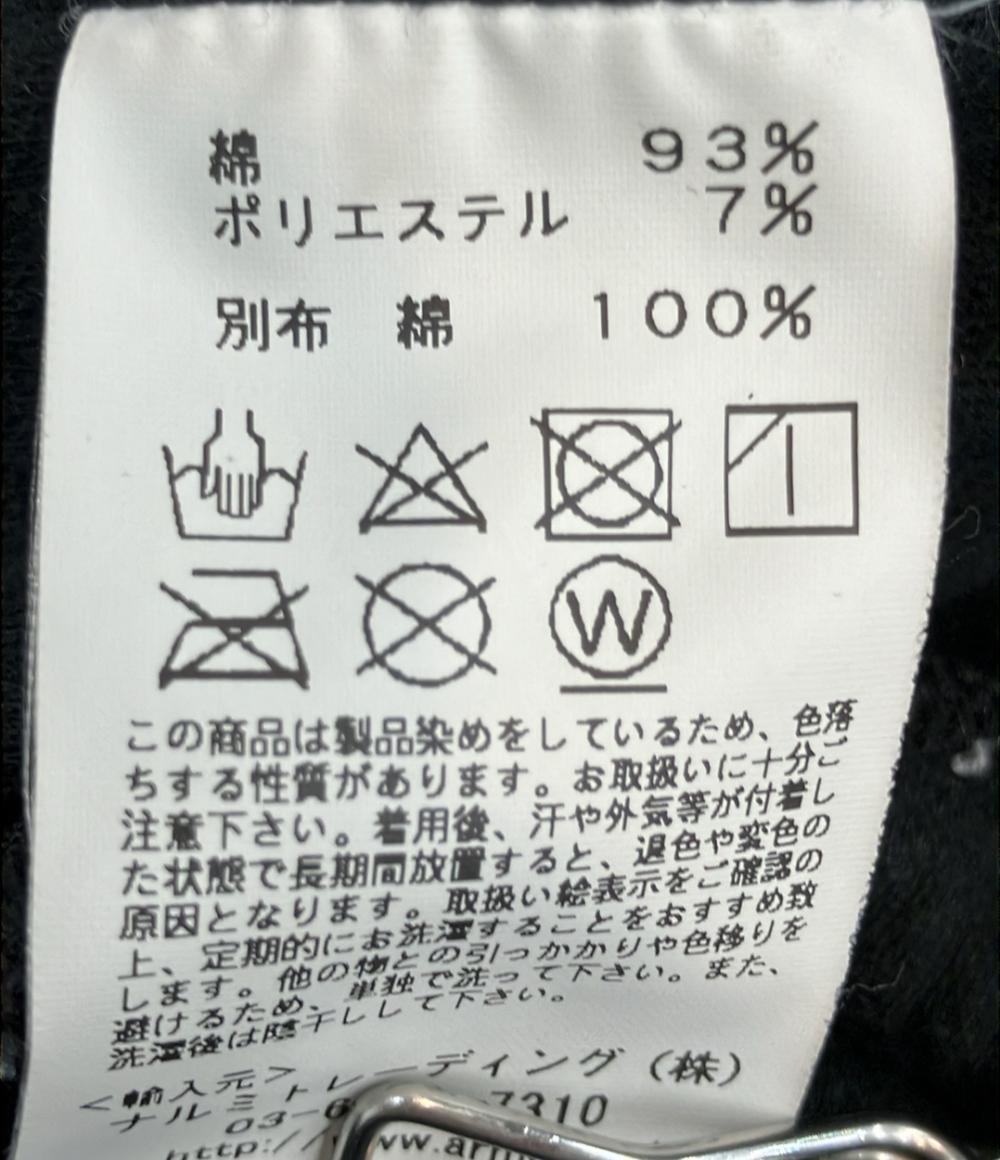 綿 93%
ポリエステル 7%
別布 綿 100%
W
この商品は製品染めをしているため、色落
ちする性質があります。お取扱いに十分ご
注意下さい。着用後、汗や外気等が付着し
た状態で長期間放置すると、退色や変色の
原因となります。取扱い絵表示をご確認の
上、定期的にお洗濯することをおすすめ致
します。他の物との引っかかりや色移りを
避けるため、単独で洗って下さい。また、
洗濯後は陰干しして下さい。
<輸入元>
ナルミトレーディング(株)
03-6 7310
http://